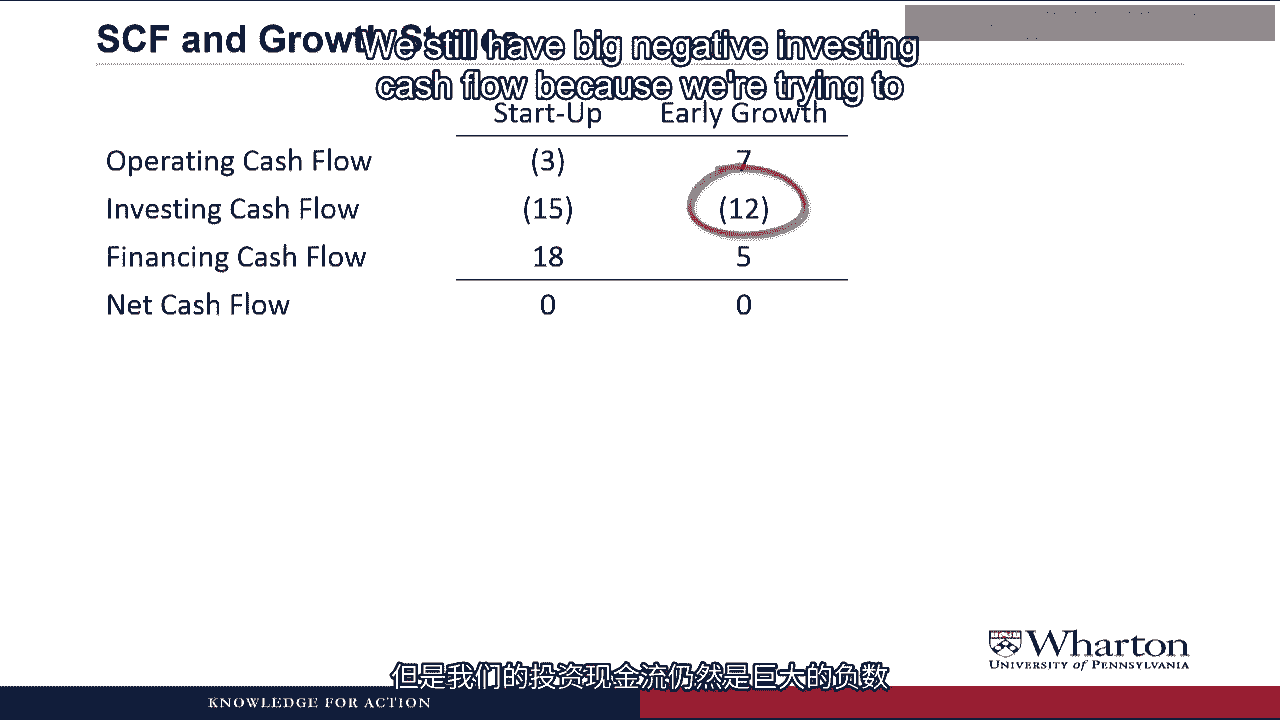 SCF and Growth Stages
We still have big negative investing
cash flow because we're trying to
Start-Up Early Growth
Operating Cash Flow (3) 7
Investing Cash Flow (15) (12)
Financing Cash Flow 18 5
Net Cash Flow 0 0
但是我们的投资现金流仍然是巨大的负数
Wharton
UNIVERSITY of PENNSYLVANIA
KNOWLEDGE FOR ACTION